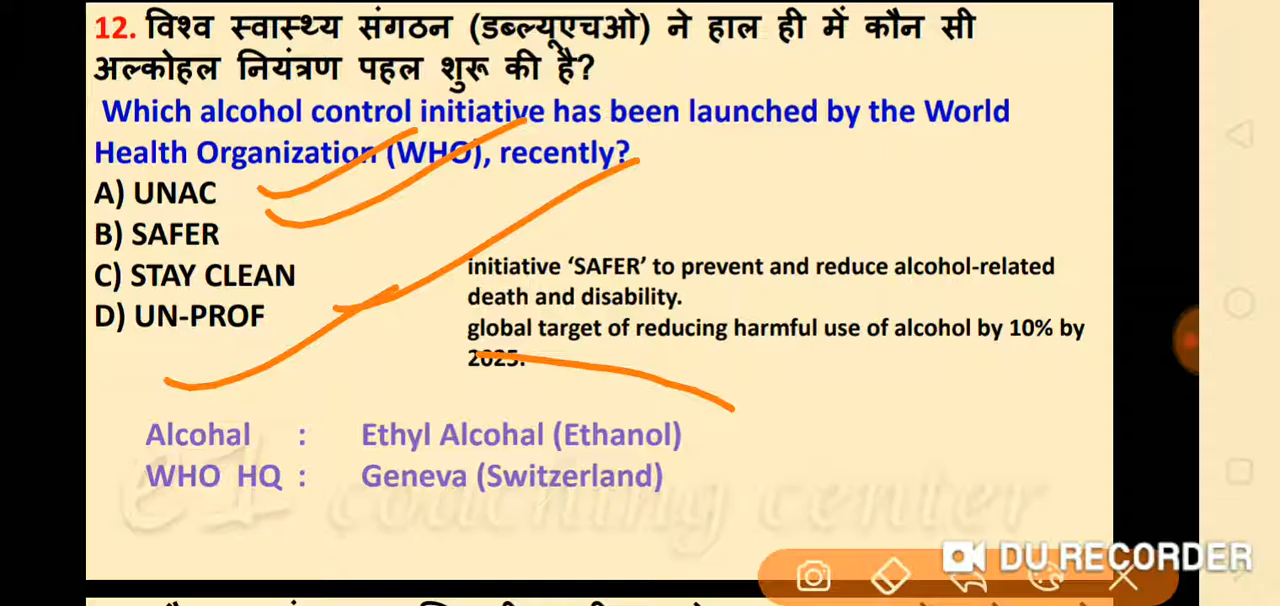 12. विश्व स्वास्थ्य संगठन (डब्ल्यूएचओ) ने हाल ही में कौन सी
अल्कोहल नियंत्रण पहल शुरू की है?
Which alcohol control initiative has been launched by the World
Health Organization (WHO), recently?
A) UNAC
B) SAFER
C) STAY CLEAN
D) UN-PROF
initiative ‘SAFER’ to prevent and reduce alcohol-related
death and disability.
global target of reducing harmful use of alcohol by 10% by
2025.
Alcohal : Ethyl Alcohal (Ethanol)
WHO HQ : Geneva (Switzerland)
coaching center
DU RECORDER